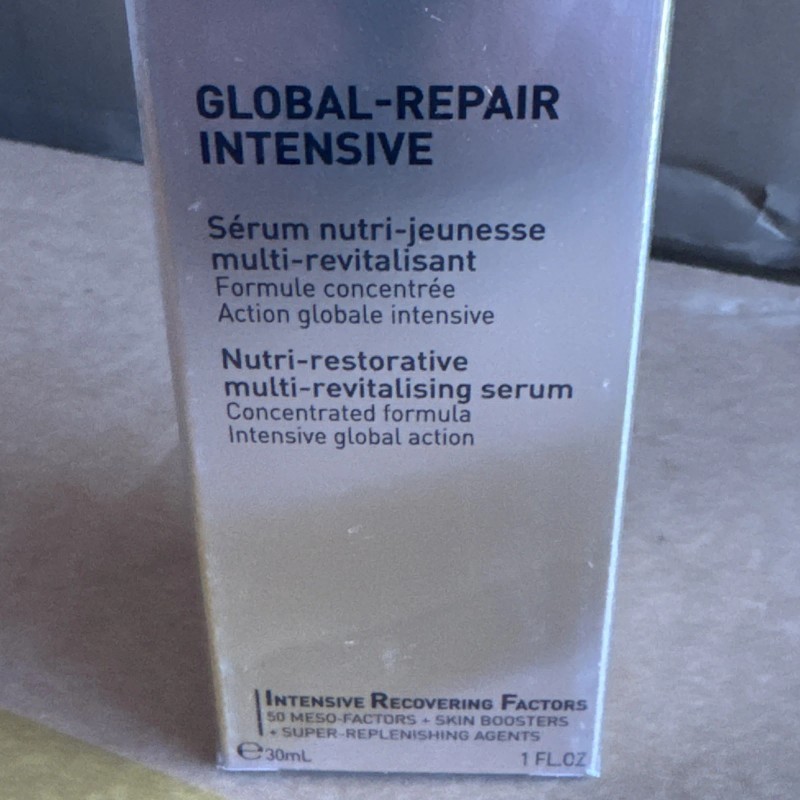 GLOBAL-REPAIR
INTENSIVE
Sérum nutri-jeunesse
multi-revitalisant
Formule concentrée
Action globale intensive
Nutri-restorative
multi-revitalising serum
Concentrated formula
Intensive global action
INTENSIVE RECOVERING FACTORS
50 MESO-FACTORS + SKIN BOOSTERS
+ SUPER-REPLENISHING AGENTS
℮ 30mL 1 FL.OZ